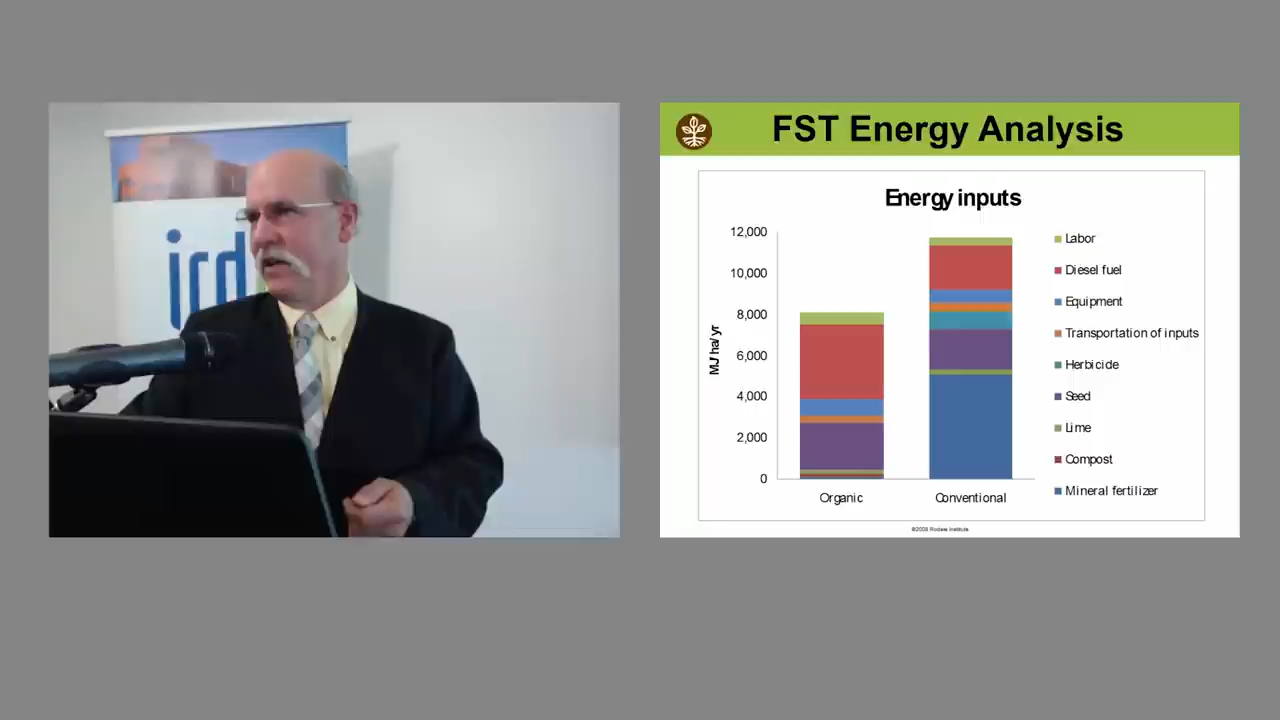 ird
FST Energy Analysis
Energy inputs
12,000
10,000
8,000
6,000
4,000
2,000
0
MJ/ha/yr
Organic
Conventional
Labor
Diesel fuel
Equipment
Transportation of inputs
Herbicide
Seed
Lime
Compost
Mineral fertilizer
Rodale Institute